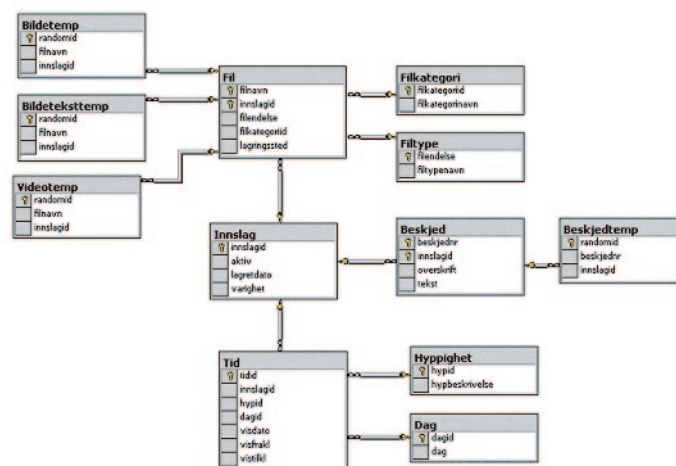 Bildetemp
randomid
filnavn
innslagid
Bildeteksttemp
randomid
filnavn
innslagid
Videotemp
randomid
filnavn
innslagid
Fil
filnavn
innslagid
filendelse
filkategoriid
lagringssted
Filkategori
filkategoriid
filkategorinavn
Filtype
filendelse
filtypenavn
Innslag
innslagid
aktiv
lagretdato
varighet
Beskjed
beskjednr
innslagid
overskrift
tekst
Beskjedtemp
randomid
beskjednr
innslagid
Tid
tidid
innslagid
hypid
dagid
visdato
visfrakl
vistilkl
Hyppighet
hypid
hypbeskrivelse
Dag
dagid
dag